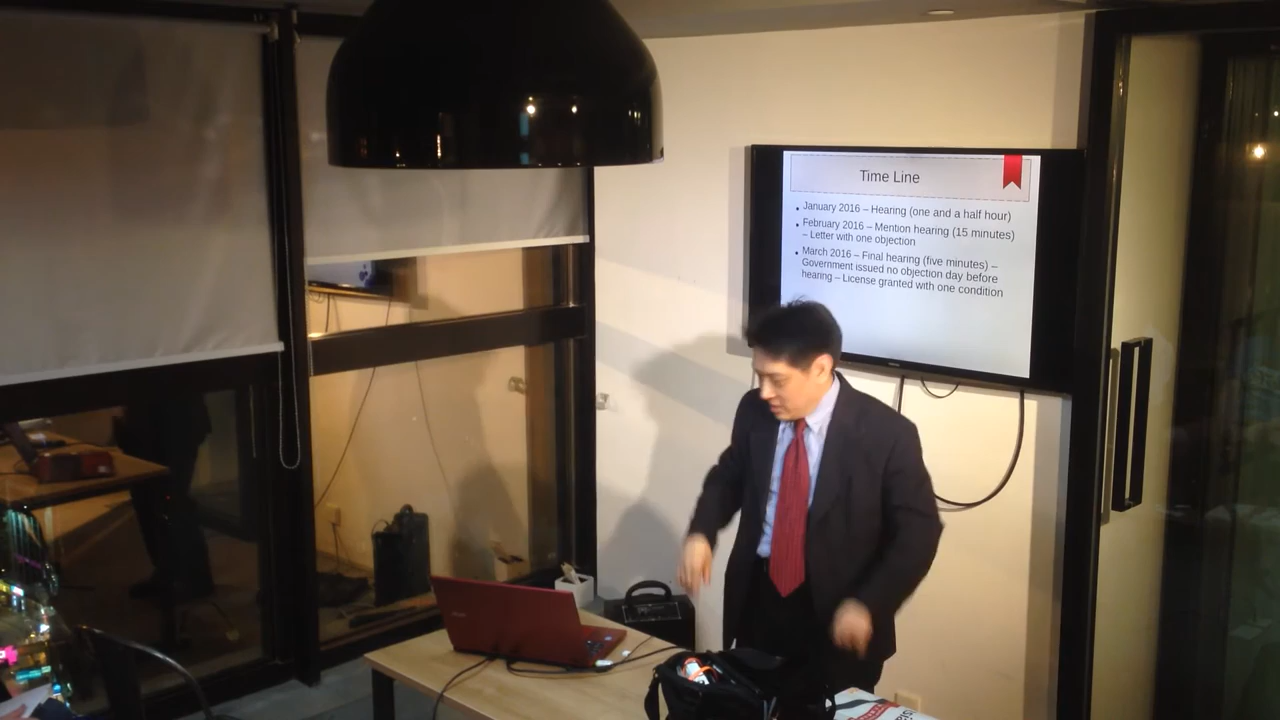 Time Line
• January 2016 – Hearing (one and a half hour)
• February 2016 – Mention hearing (15 minutes)
– Letter with one objection
• March 2016 – Final hearing (five minutes) –
Government issued no objection day before
hearing – License granted with one condition